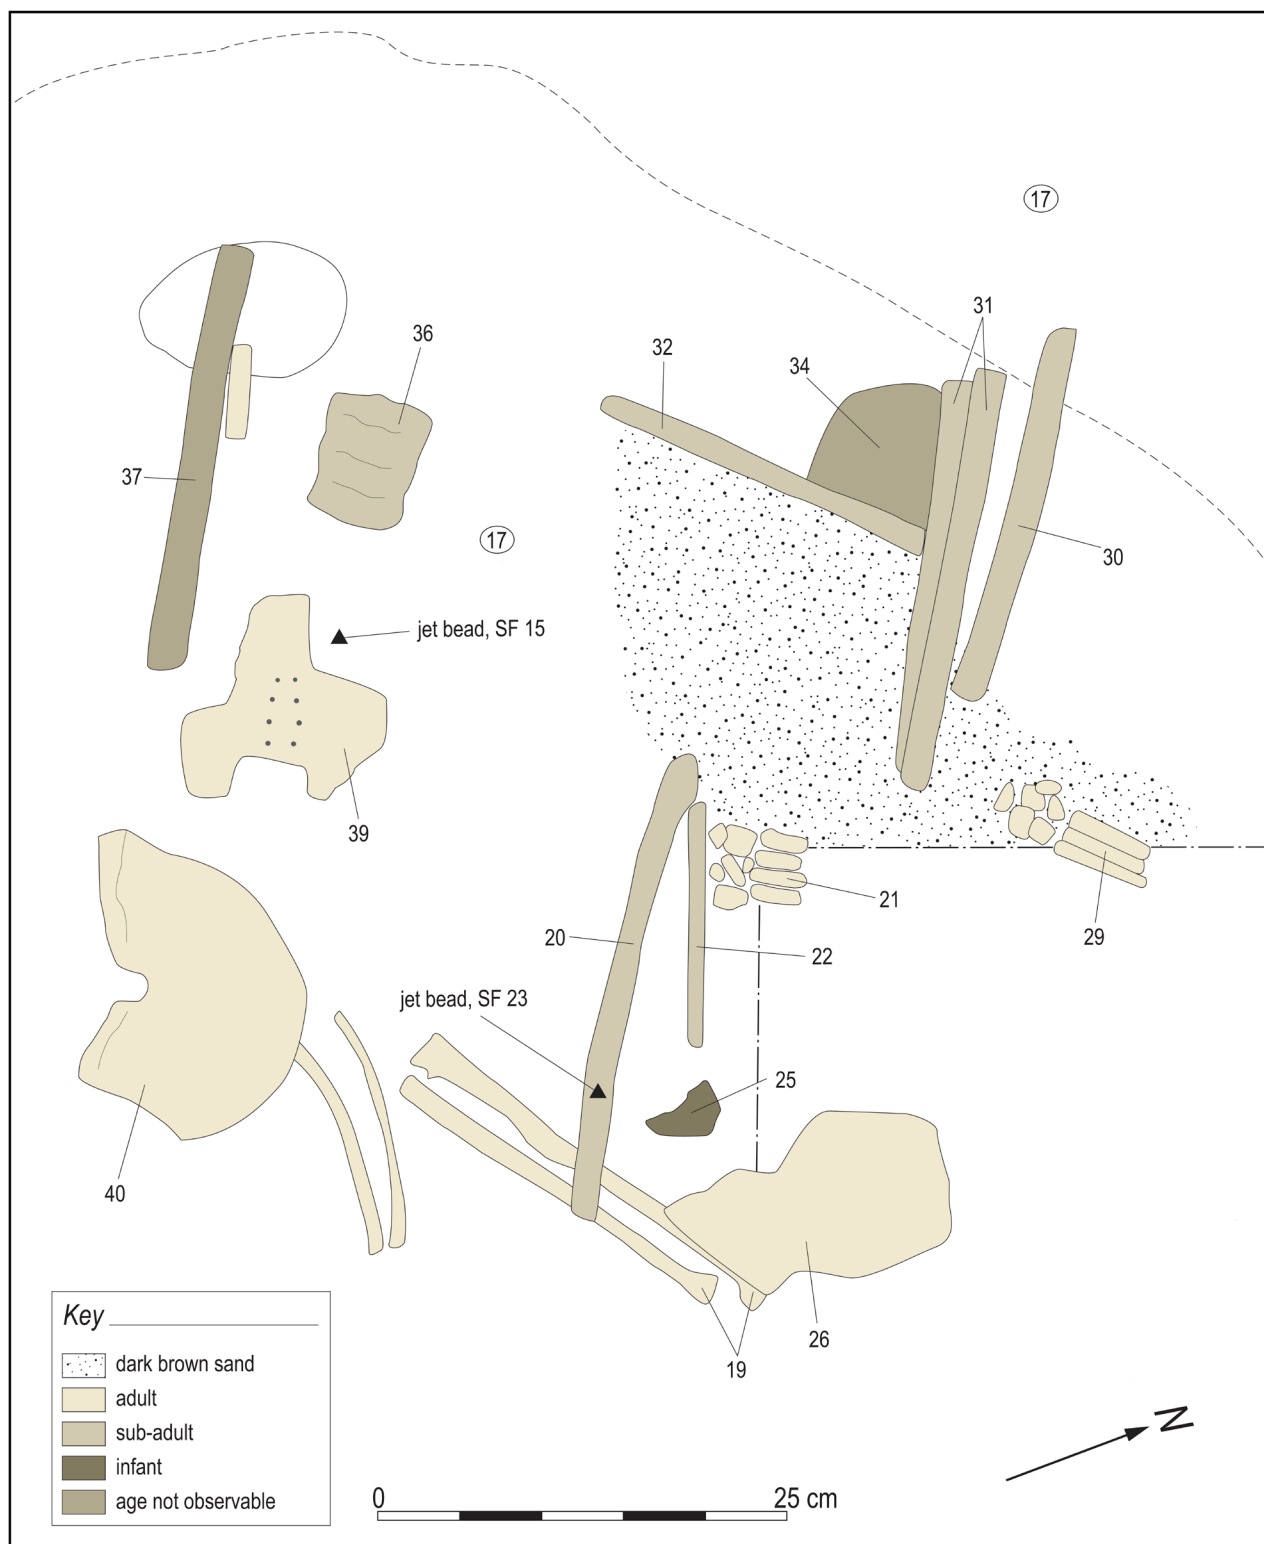 17
31
36
32
34
37
30
17
jet bead, SF 15
39
21
20
29
22
jet bead, SF 23
25
40
26
19
Key
dark brown sand
adult
sub-adult
infant
age not observable
N
0 25 cm